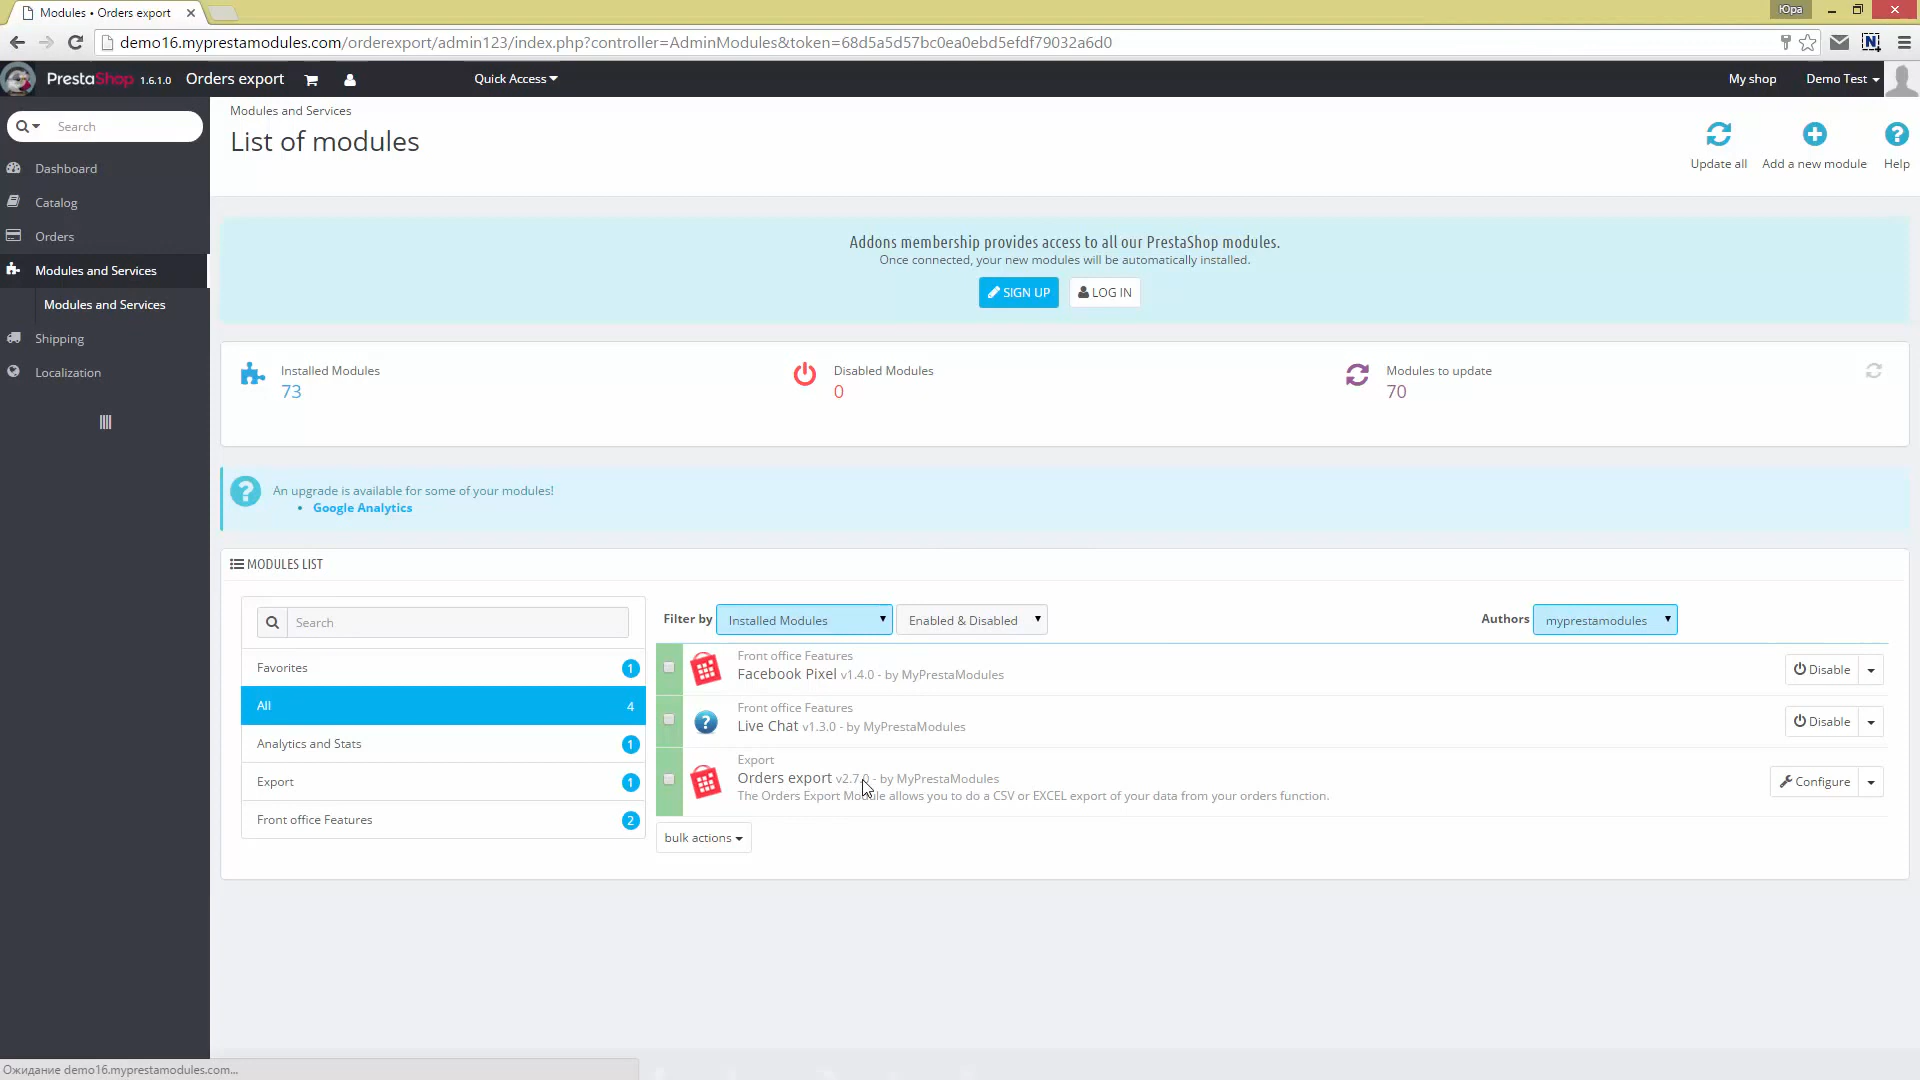 Modules • Orders export
Юра
demo16.myprestamodules.com/orderexport/admin123/index.php?controller=AdminModules&token=68d5a5d57bc0ea0ebd5efdf79032a6d0
PrestaShop 1.6.1.0 Orders export
Quick Access
My shop
Demo Test
Search
Dashboard
Catalog
Orders
Modules and Services
Modules and Services
Shipping
Localization
Modules and Services
List of modules
Update all
Add a new module
Help
Addons membership provides access to all our PrestaShop modules.
Once connected, your new modules will be automatically installed.
SIGN UP
LOG IN
Installed Modules
73
Disabled Modules
0
Modules to update
70
An upgrade is available for some of your modules!
• Google Analytics
MODULES LIST
Search
Favorites 1
All 4
Analytics and Stats 1
Export 1
Front office Features 2
Filter by Installed Modules Enabled & Disabled
Authors myprestamodules
Front office Features
Facebook Pixel v1.4.0 - by MyPrestaModules
Disable
Front office Features
Live Chat v1.3.0 - by MyPrestaModules
Disable
Export
Orders export v2.7.0 - by MyPrestaModules
The Orders Export Module allows you to do a CSV or EXCEL export of your data from your orders function.
Configure
bulk actions
Ожидание demo16.myprestamodules.com...